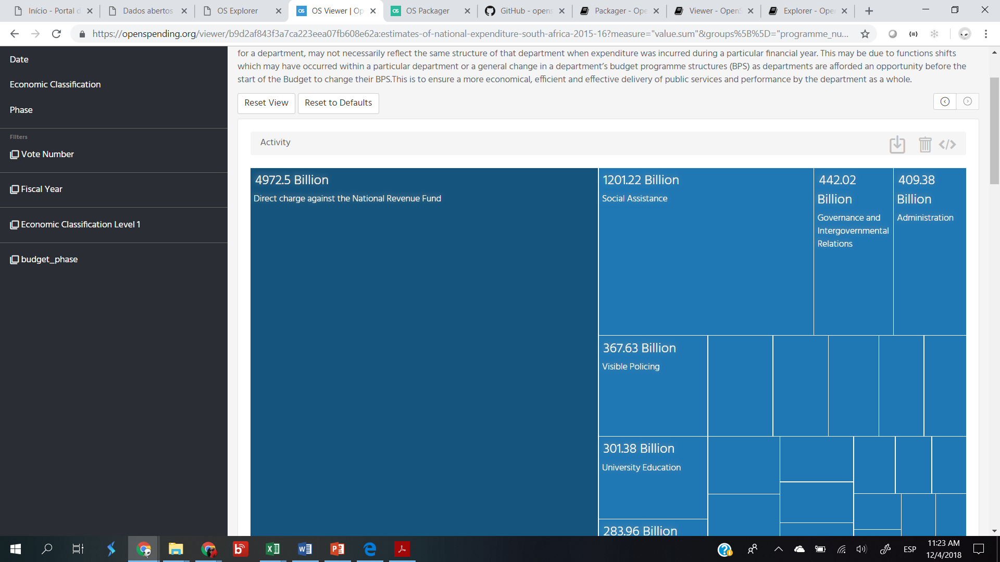 Início - Portal d
Dados abertos
OS Explorer
OS Viewer | Op
OS Packager
GitHub - opens
Packager - Ope
Viewer - OpenS
Explorer - Ope
https://openspending.org/viewer/b9d2af843f3a7ca223eea07fb608e62a:estimates-of-national-expenditure-south-africa-2015-16?measure="value.sum"&groups%5B%5D="programme_nu...
Date
Economic Classification
Phase
Filters
Vote Number
Fiscal Year
Economic Classification Level 1
budget_phase
for a department, may not necessarily reflect the same structure of that department when expenditure was incurred during a particular financial year. This may be due to functions shifts
which may have occurred within a particular department or a general change in a department’s budget programme structures (BPS) as departments are afforded an opportunity before the
start of the Budget to change their BPS.This is to ensure a more economical, efficient and effective delivery of public services and performance by the department as a whole.
Reset View
Reset to Defaults
Activity
4972.5 Billion
Direct charge against the National Revenue Fund
1201.22 Billion
Social Assistance
442.02
Billion
Governance and
Intergovernmental
Relations
409.38
Billion
Administration
367.63 Billion
Visible Policing
301.38 Billion
University Education
283.96 Billion
ESP
11:23 AM
12/4/2018